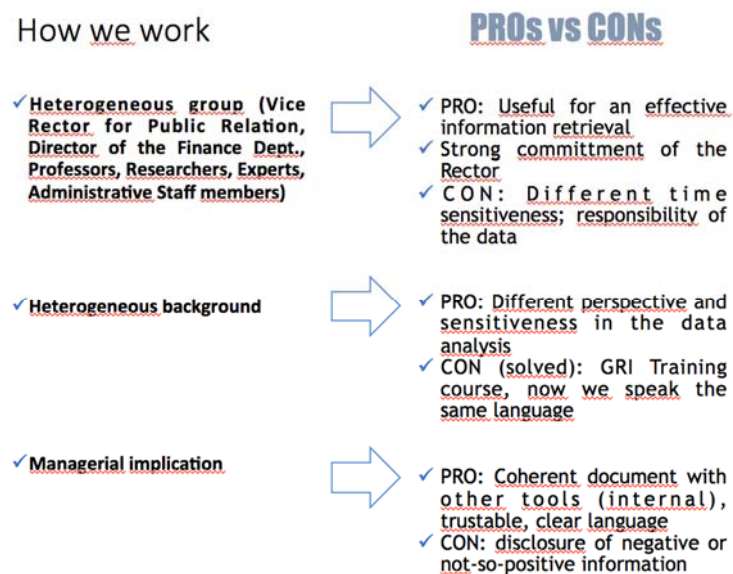 How we work
PROs vs CONs
Heterogeneous group (Vice
Rector for Public Relation,
Director of the Finance Dept.,
Professors, Researchers, Experts,
Administrative Staff members)
PRO: Useful for an effective
information retrieval
Strong committment of the
Rector
CON: Different time
sensitiveness; responsibility of
the data
Heterogeneous background
PRO: Different perspective and
sensitiveness in the data
analysis
CON (solved): GRI Training
course, now we speak the
same language
Managerial implication
PRO: Coherent document with
other tools (internal),
trustable, clear language
CON: disclosure of negative or
not-so-positive information